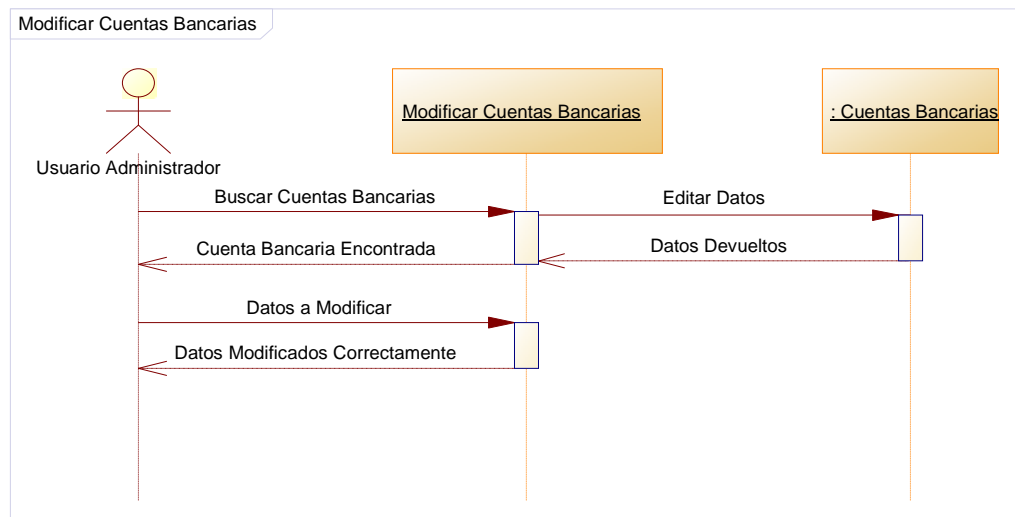 Modificar Cuentas Bancarias
Usuario Administrador
Modificar Cuentas Bancarias
: Cuentas Bancarias
Buscar Cuentas Bancarias
Editar Datos
Cuenta Bancaria Encontrada
Datos Devueltos
Datos a Modificar
Datos Modificados Correctamente